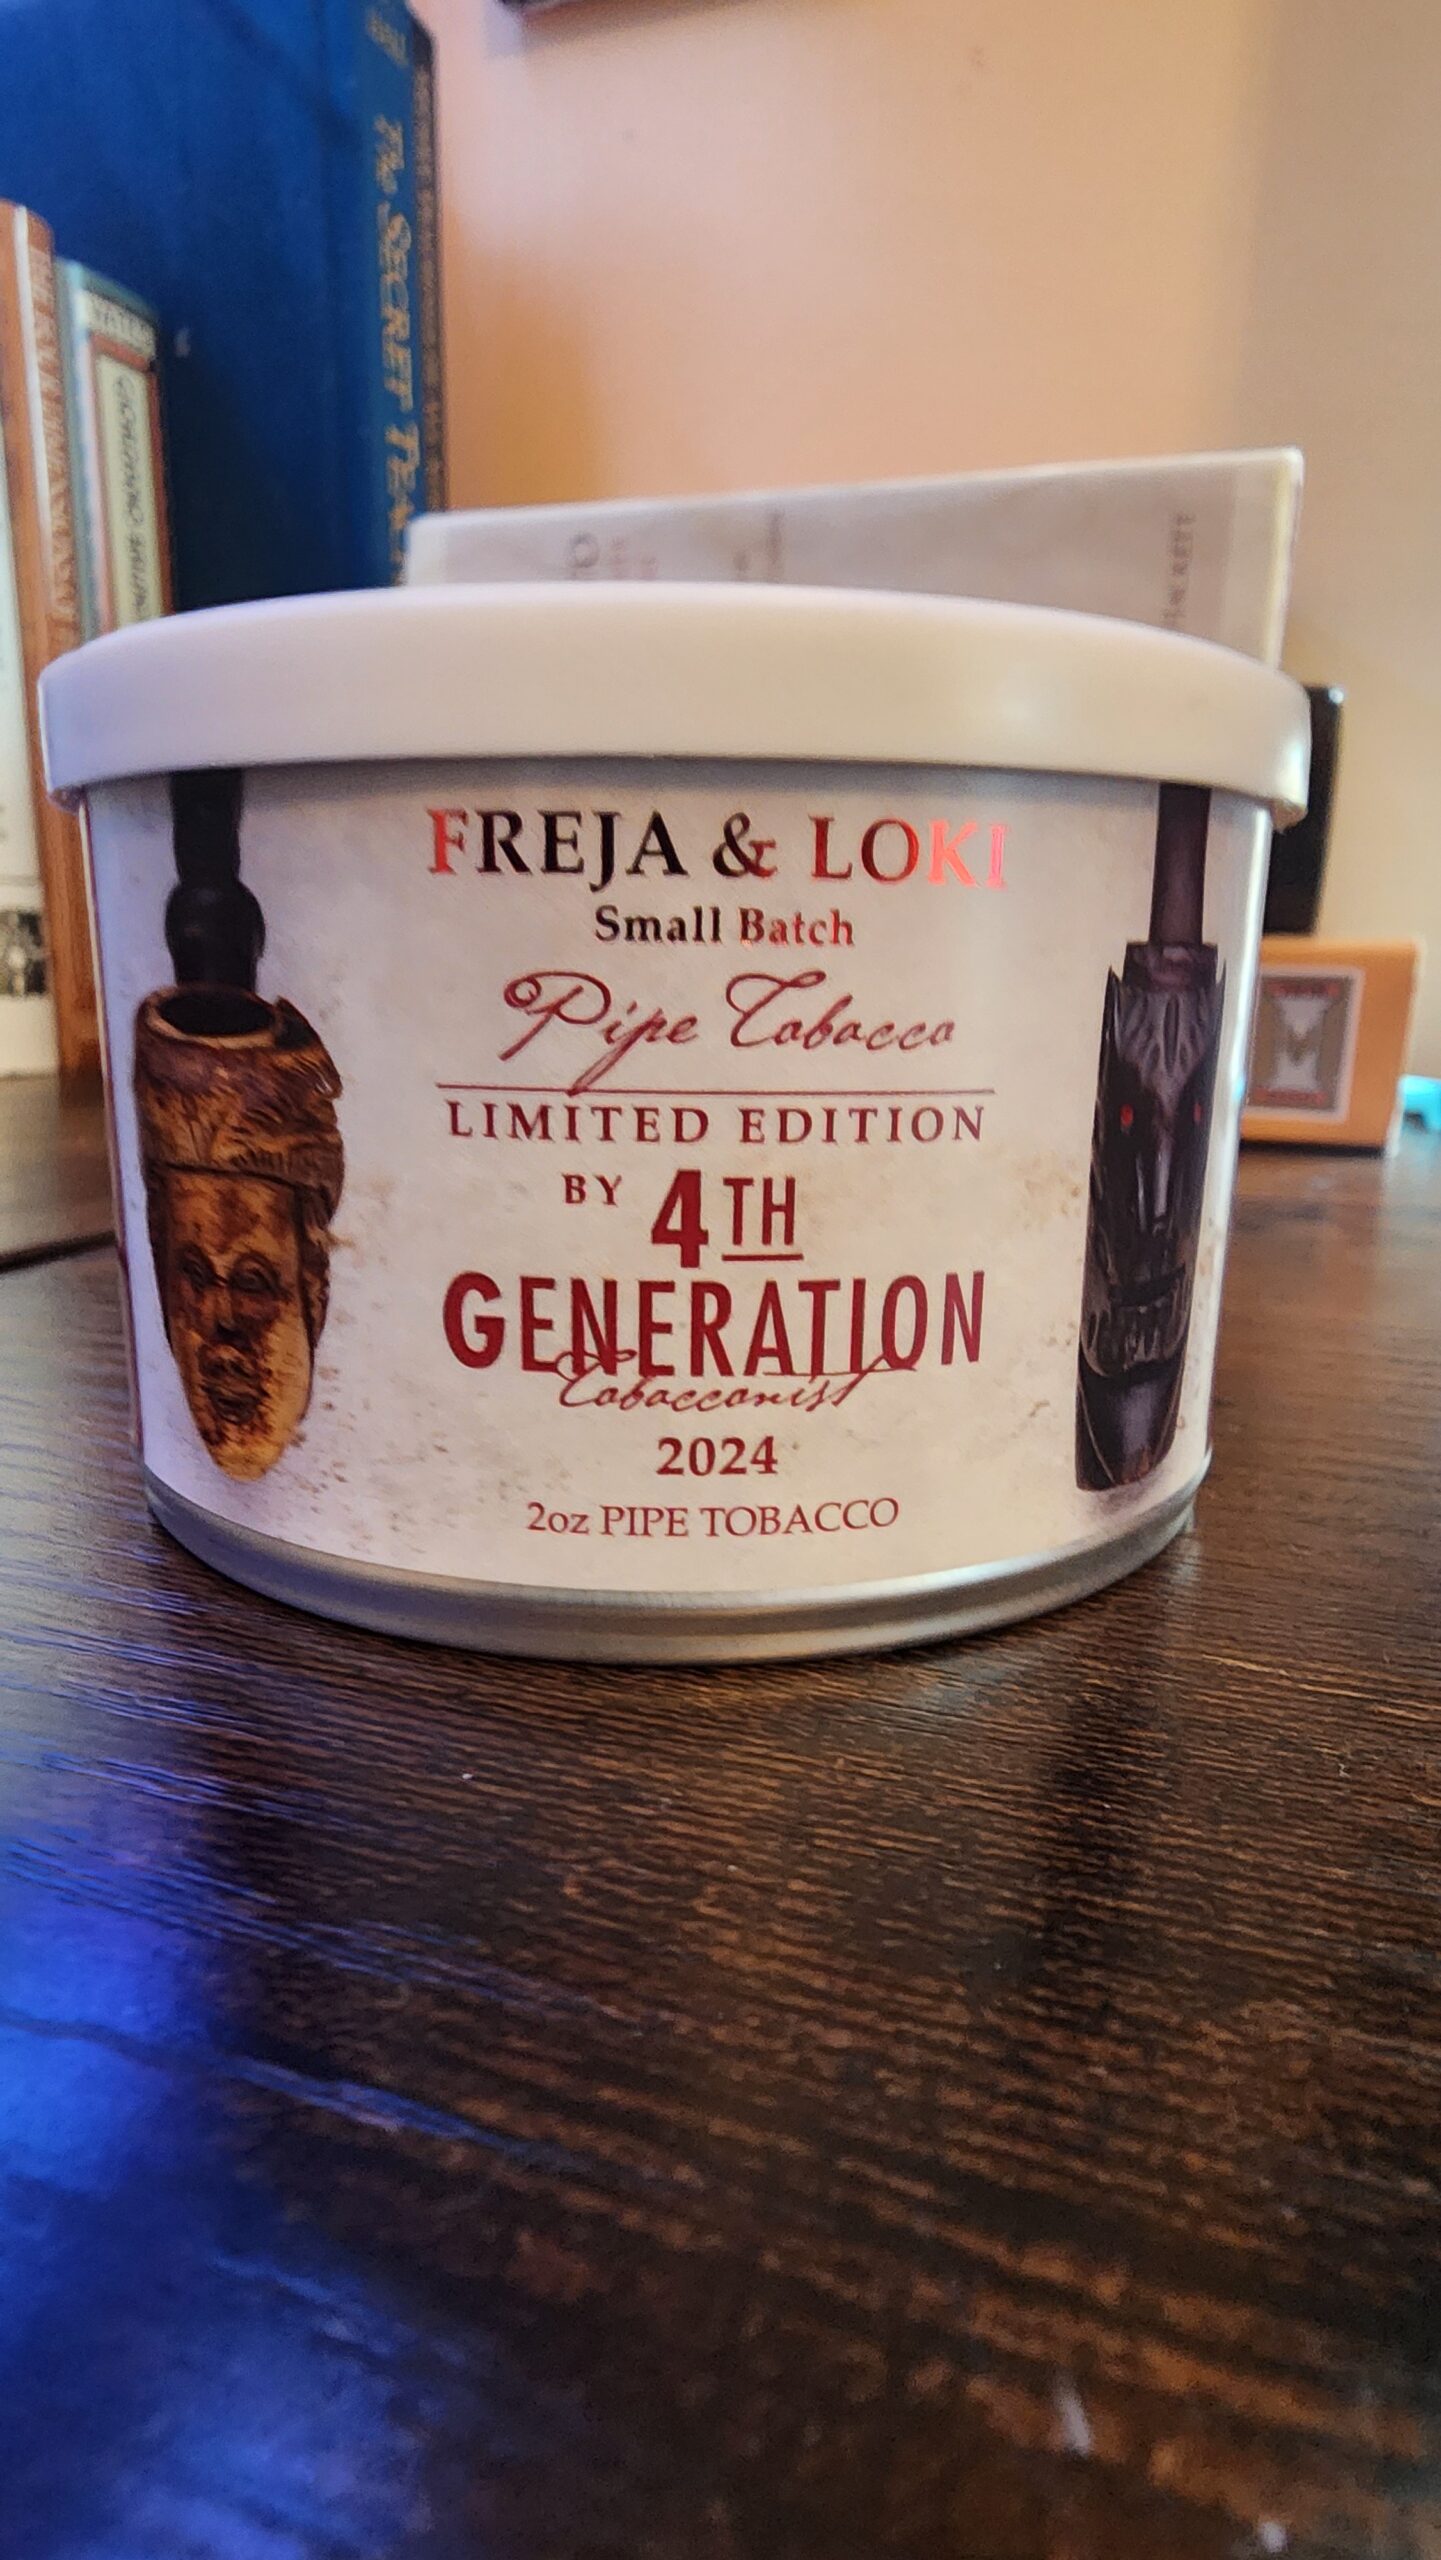 FREJA & LOKI
Small Batch
Pipe Tobacco
LIMITED EDITION
BY 4TH
GENERATION
Tobacconist
2024
2oz PIPE TOBACCO
The SECRET